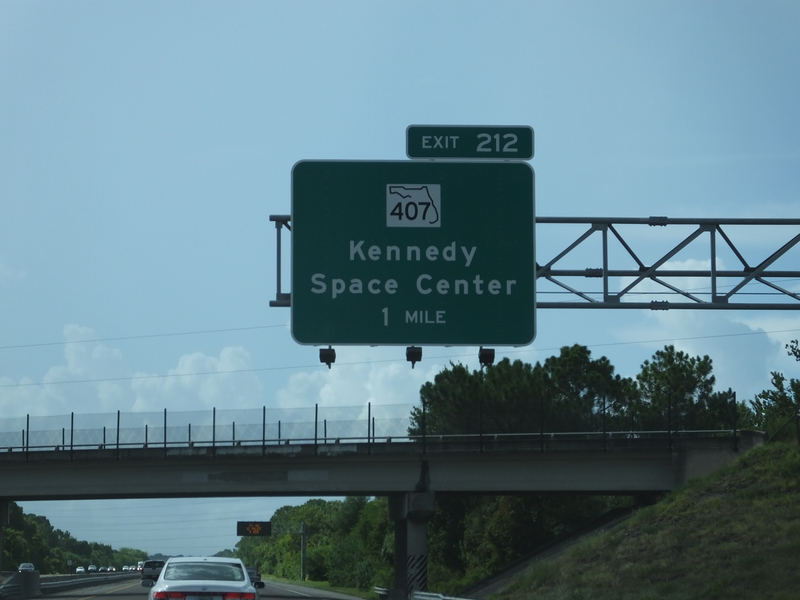 EXIT 212
407
Kennedy
Space Center
1 MILE